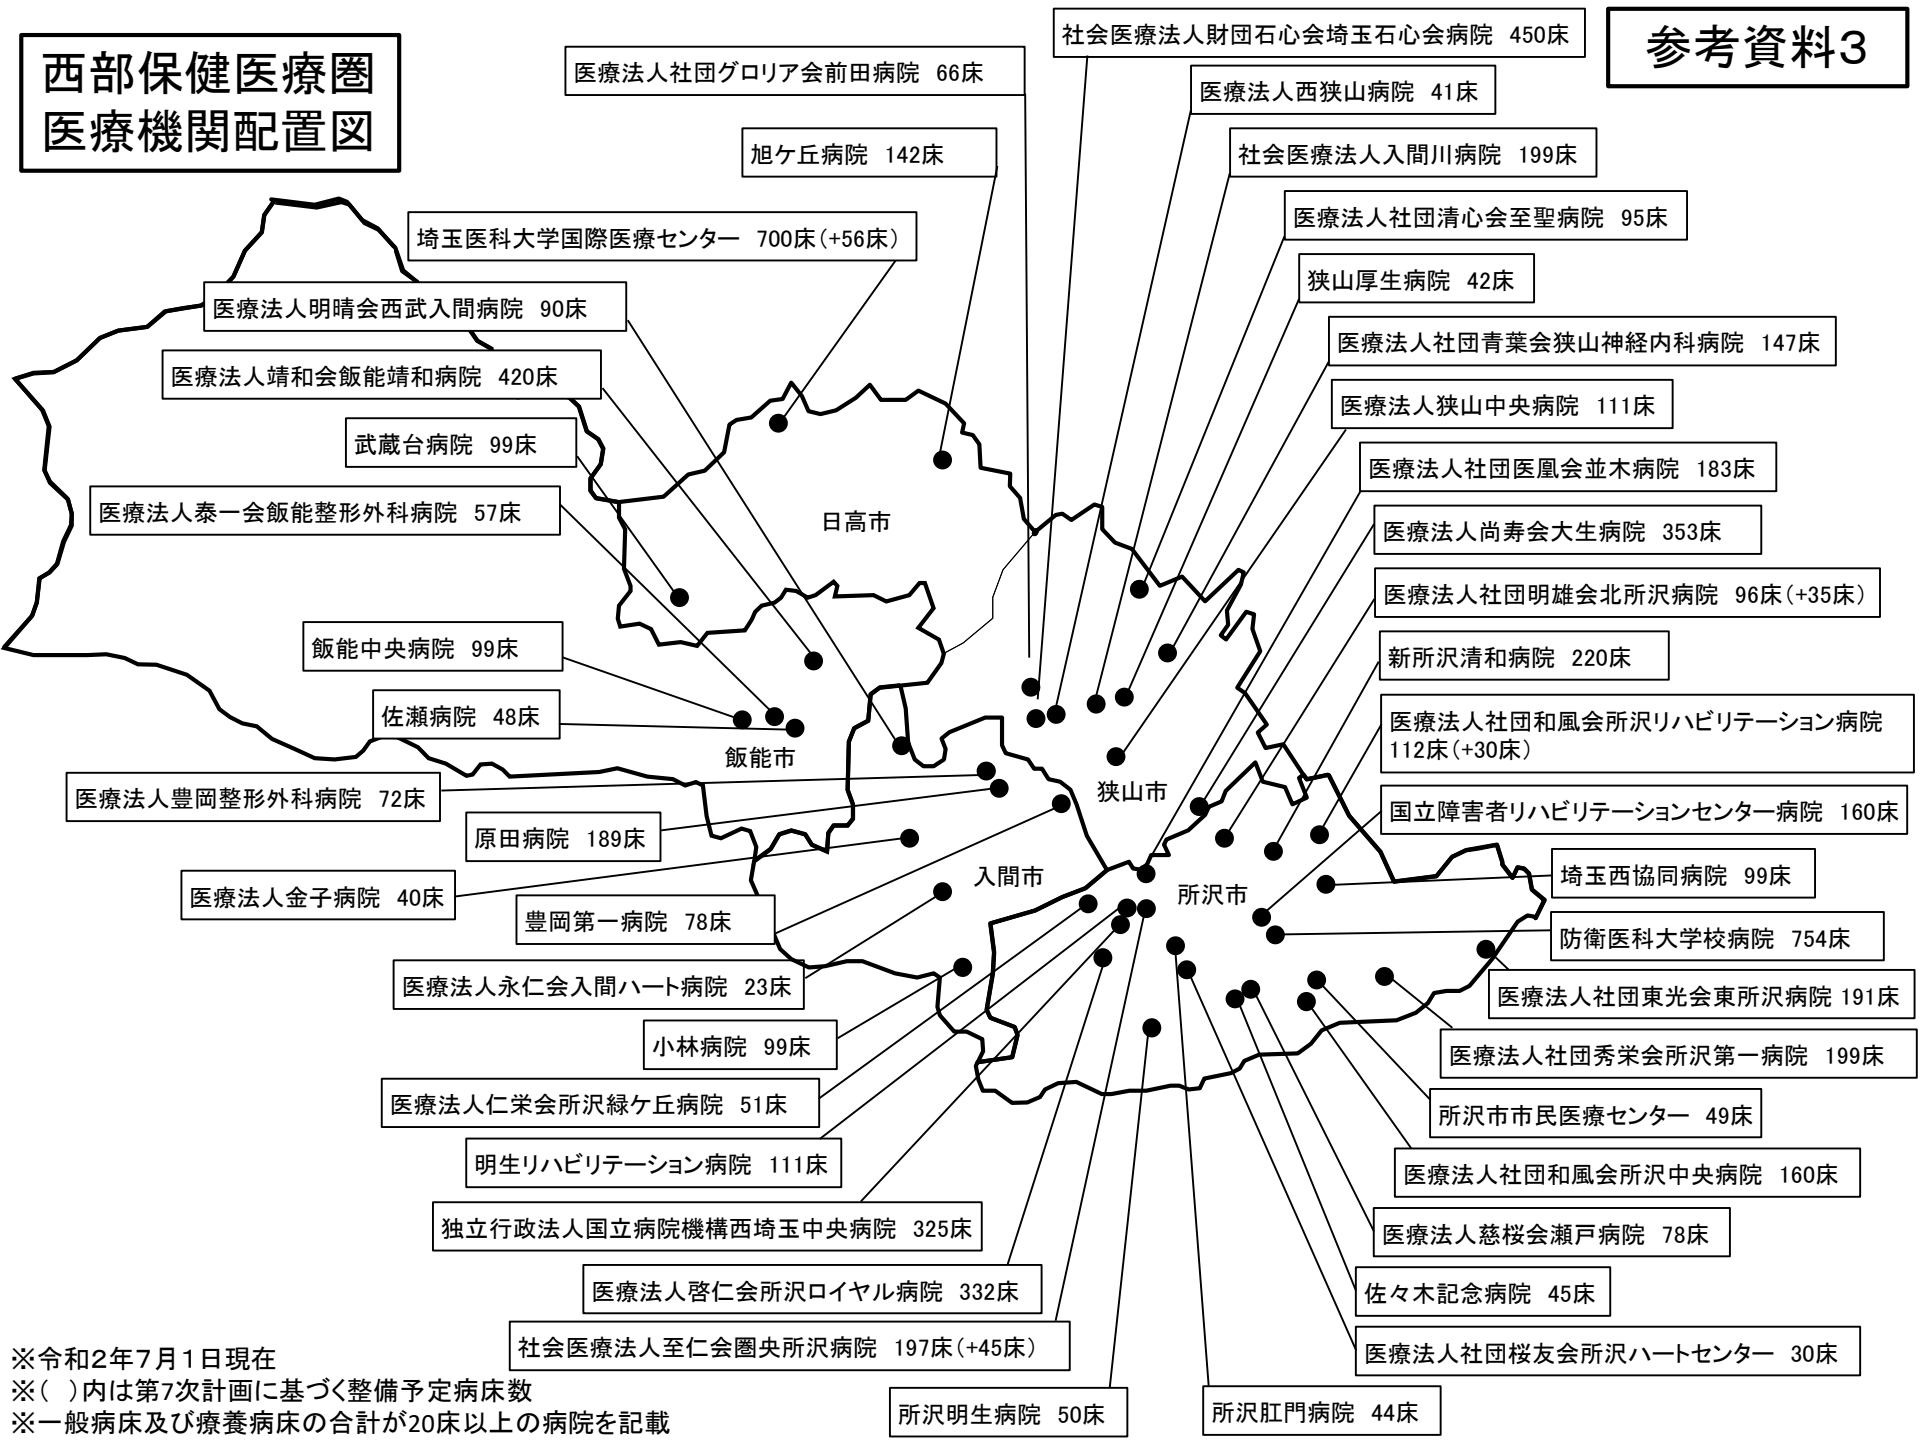 西部保健医療圏
医療機関配置図
参考資料3
社会医療法人財団石心会埼玉石心会病院 450床
医療法人社団グロリア会前田病院 66床
医療法人西狭山病院 41床
旭ケ丘病院 142床
社会医療法人入間川病院 199床
埼玉医科大学国際医療センター 700床(+56床)
医療法人社団清心会至聖病院 95床
狭山厚生病院 42床
医療法人明晴会西武入間病院 90床
医療法人社団青葉会狭山神経内科病院 147床
医療法人靖和会飯能靖和病院 420床
医療法人狭山中央病院 111床
武蔵台病院 99床
医療法人社団医凰会並木病院 183床
医療法人泰一会飯能整形外科病院 57床
日高市
医療法人尚寿会大生病院 353床
医療法人社団明雄会北所沢病院 96床(+35床)
飯能中央病院 99床
新所沢清和病院 220床
佐瀬病院 48床
医療法人社団和風会所沢リハビリテーション病院
112床(+30床)
飯能市
狭山市
医療法人豊岡整形外科病院 72床
国立障害者リハビリテーションセンター病院 160床
原田病院 189床
入間市
埼玉西協同病院 99床
医療法人金子病院 40床
所沢市
豊岡第一病院 78床
防衛医科大学校病院 754床
医療法人永仁会入間ハート病院 23床
医療法人社団東光会東所沢病院 191床
小林病院 99床
医療法人社団秀栄会所沢第一病院 199床
医療法人仁栄会所沢緑ケ丘病院 51床
所沢市市民医療センター 49床
明生リハビリテーション病院 111床
医療法人社団和風会所沢中央病院 160床
独立行政法人国立病院機構西埼玉中央病院 325床
医療法人慈桜会瀬戸病院 78床
医療法人啓仁会所沢ロイヤル病院 332床
佐々木記念病院 45床
社会医療法人至仁会圏央所沢病院 197床(+45床)
医療法人社団桜友会所沢ハートセンター 30床
所沢明生病院 50床
所沢肛門病院 44床
※令和2年7月1日現在
※( )内は第7次計画に基づく整備予定病床数
※一般病床及び療養病床の合計が20床以上の病院を記載